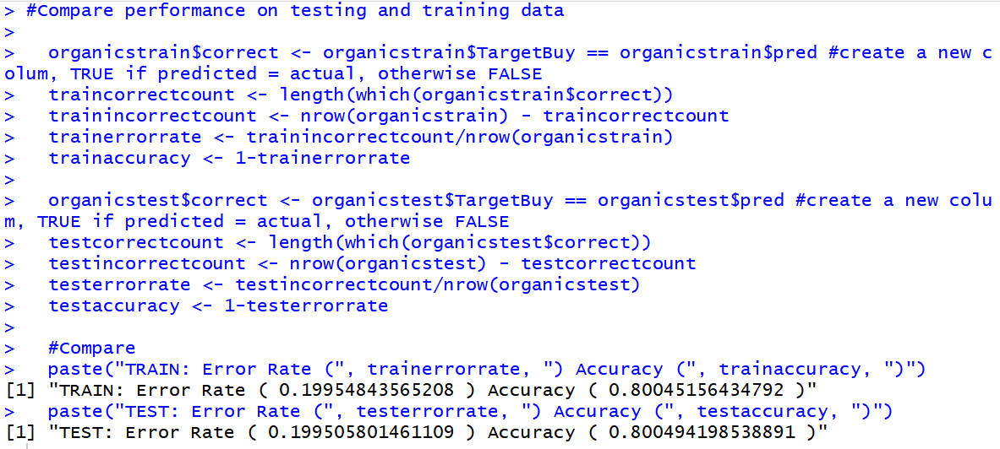 > #Compare performance on testing and training data
>
>   organicstrain$correct <- organicstrain$TargetBuy == organicstrain$pred #create a new c
olum, TRUE if predicted = actual, otherwise FALSE
>   traincorrectcount <- length(which(organicstrain$correct))
>   trainincorrectcount <- nrow(organicstrain) - traincorrectcount
>   trainerrorrate <- trainincorrectcount/nrow(organicstrain)
>   trainaccuracy <- 1-trainerrorrate
>
>   organicstest$correct <- organicstest$TargetBuy == organicstest$pred #create a new colu
m, TRUE if predicted = actual, otherwise FALSE
>   testcorrectcount <- length(which(organicstest$correct))
>   testincorrectcount <- nrow(organicstest) - testcorrectcount
>   testerrorrate <- testincorrectcount/nrow(organicstest)
>   testaccuracy <- 1-testerrorrate
>
>   #Compare
>   paste("TRAIN: Error Rate (", trainerrorrate, ") Accuracy (", trainaccuracy, ")")
[1] "TRAIN: Error Rate ( 0.19954843565208 ) Accuracy ( 0.80045156434792 )"
>   paste("TEST: Error Rate (", testerrorrate, ") Accuracy (", testaccuracy, ")")
[1] "TEST: Error Rate ( 0.199505801461109 ) Accuracy ( 0.800494198538891 )"